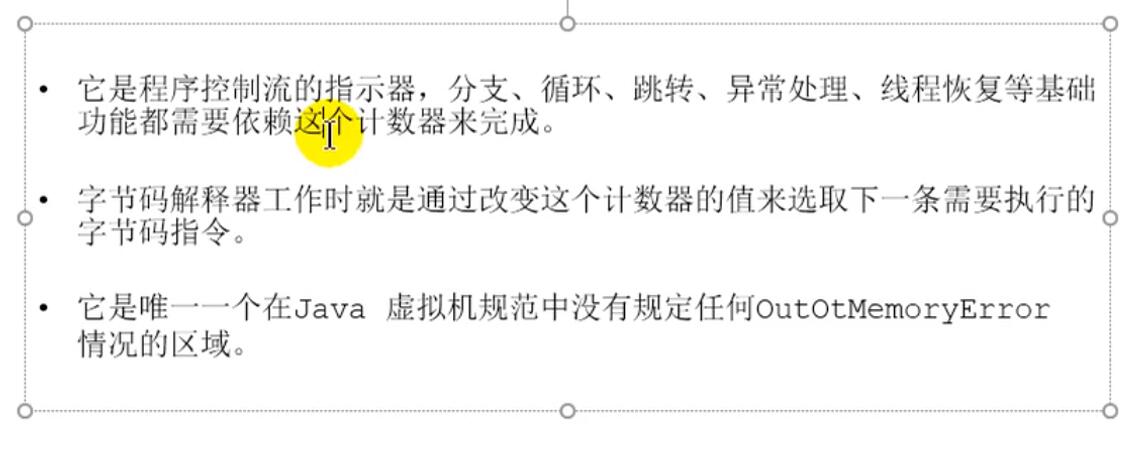 • 它是程序控制流的指示器，分支、循环、跳转、异常处理、线程恢复等基础
功能都需要依赖这个计数器来完成。
• 字节码解释器工作时就是通过改变这个计数器的值来选取下一条需要执行的
字节码指令。
• 它是唯一一个在Java 虚拟机规范中没有规定任何OutOtMemoryError
情况的区域。